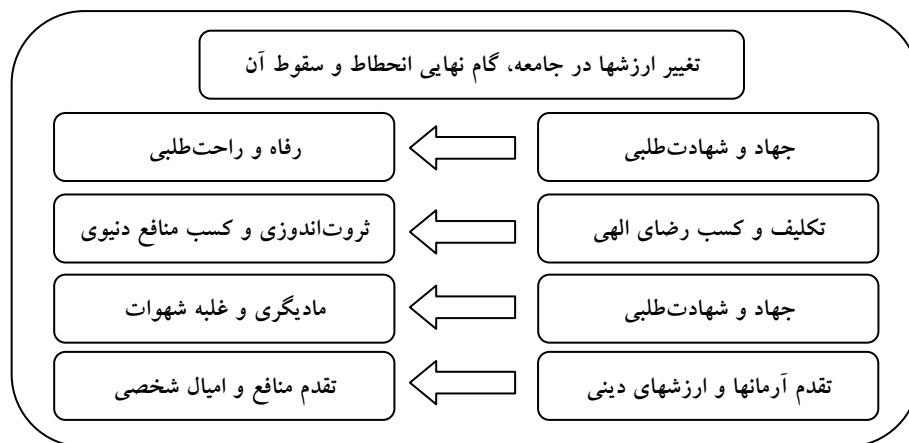 تغییر ارزشها در جامعه، گام نهایی انحطاط و سقوط آن
جهاد و شهادت‌طلبی
رفاه و راحت‌طلبی
تکلیف و کسب رضای الهی
ثروت‌اندوزی و کسب منافع دنیوی
جهاد و شهادت‌طلبی
مادیگری و غلبه شهوات
تقدم آرمانها و ارزشهای دینی
تقدم منافع و امیال شخصی